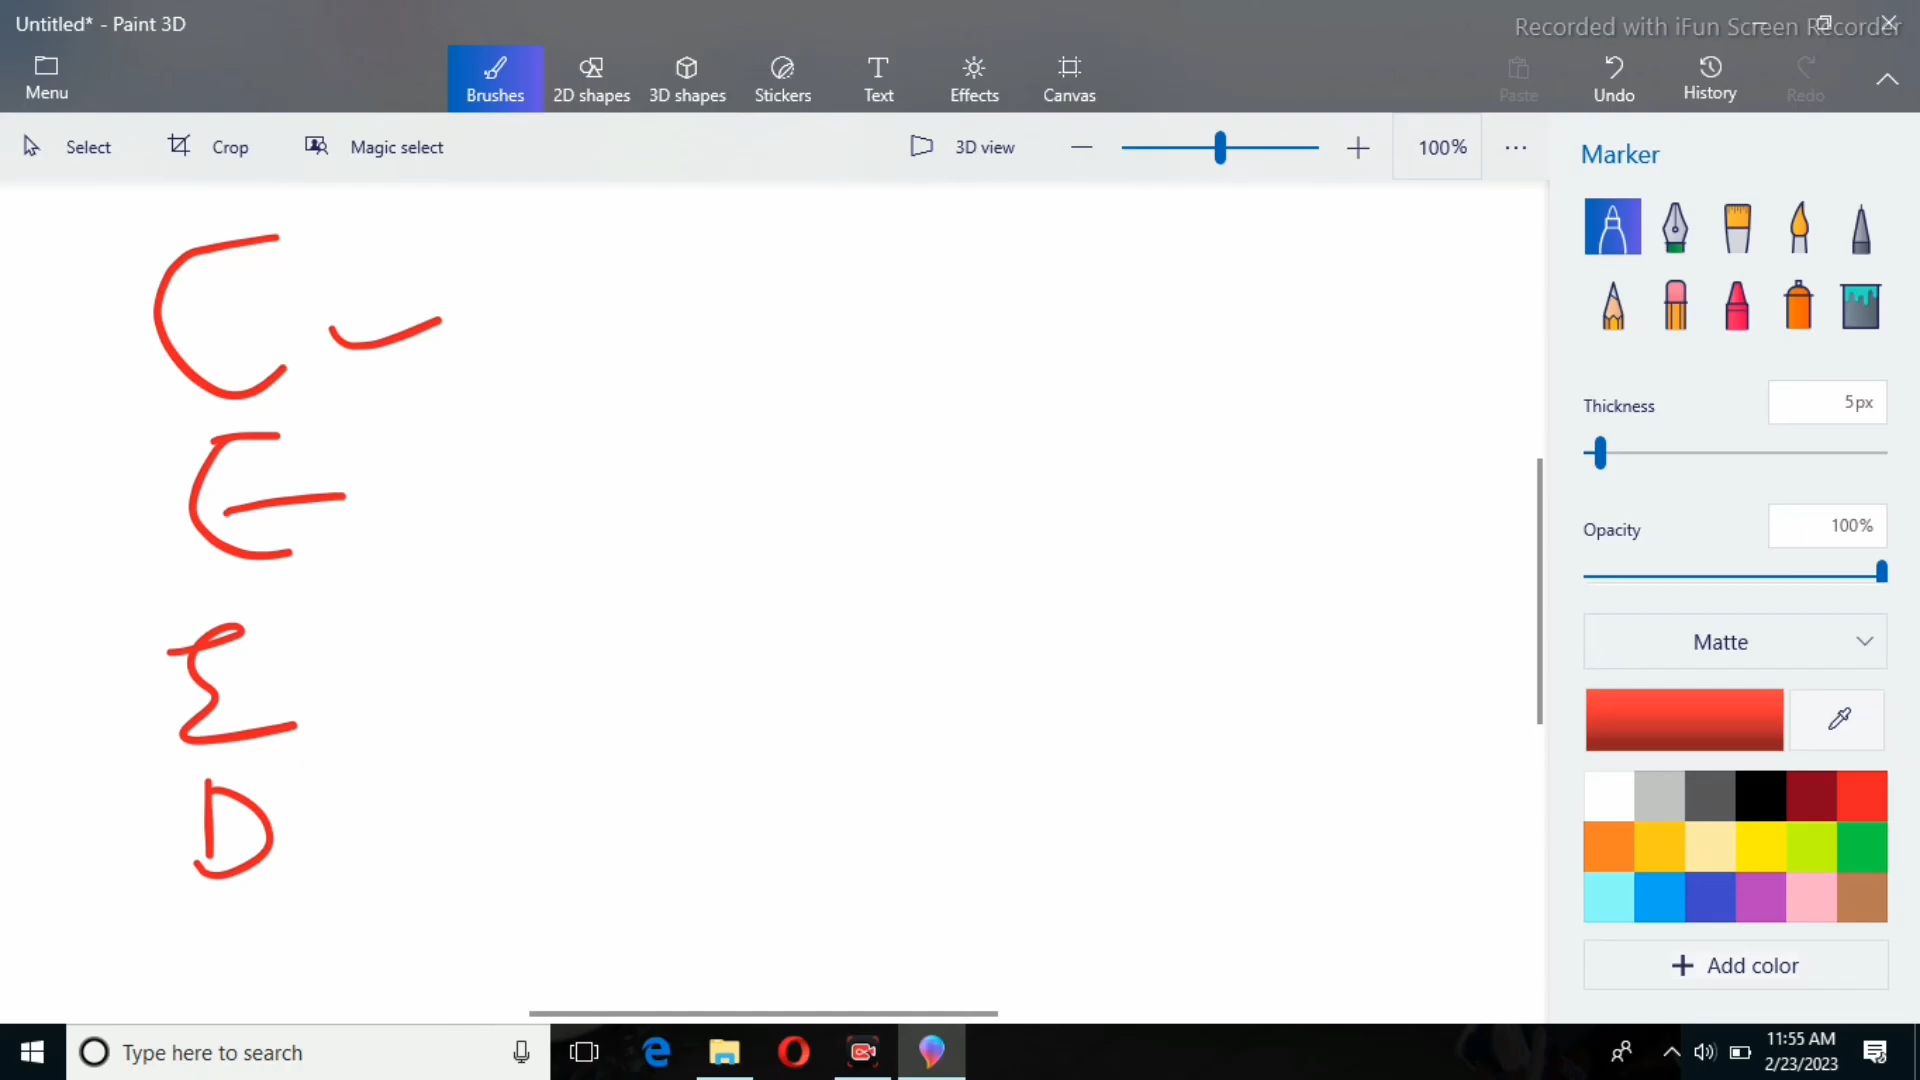 Untitled* - Paint 3D
Recorded with iFun Screen Recorder
Menu
Brushes
2D shapes
3D shapes
Stickers
Text
Effects
Canvas
Paste
Undo
History
Redo
Select
Crop
Magic select
3D view
100%
Marker
C
E
Σ
D
Thickness
5px
Opacity
100%
Matte
Add color
Type here to search
11:55 AM
2/23/2023